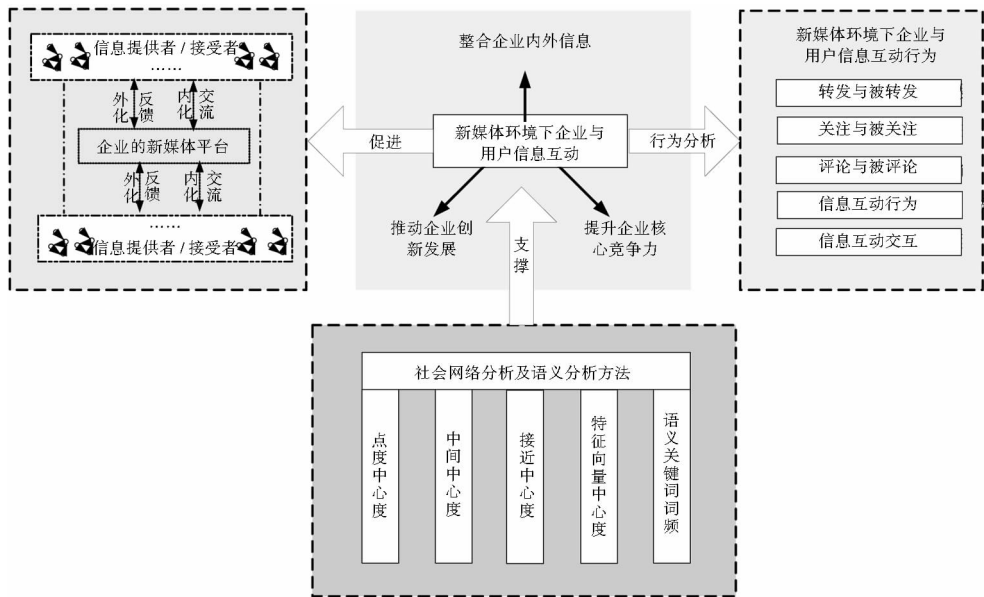 信息提供者 / 接受者
……
外化
反馈
内化
交流
企业的新媒体平台
外化
反馈
内化
交流
……
信息提供者 / 接受者
整合企业内外信息
促进
新媒体环境下企业与
用户信息互动
行为分析
推动企业创
新发展
提升企业核
心竞争力
支撑
新媒体环境下企业与
用户信息互动行为
转发与被转发
关注与被关注
评论与被评论
信息互动行为
信息互动交互
社会网络分析及语义分析方法
点度中心度
中间中心度
接近中心度
特征向量中心度
语义关键词词频